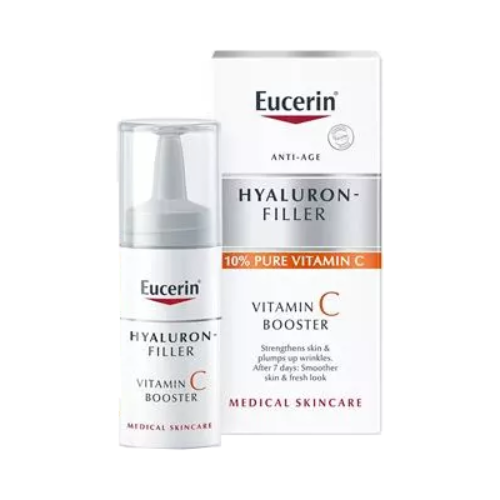 Eucerin®
ANTI-AGE
HYALURON-
FILLER
10% PURE VITAMIN C
VITAMIN C
BOOSTER
Strengthens skin &
plumps up wrinkles.
After 7 days: Smoother
skin & fresh look
MEDICAL SKINCARE
Eucerin®
HYALURON-
FILLER
VITAMIN C
BOOSTER
MEDICAL SKINCARE